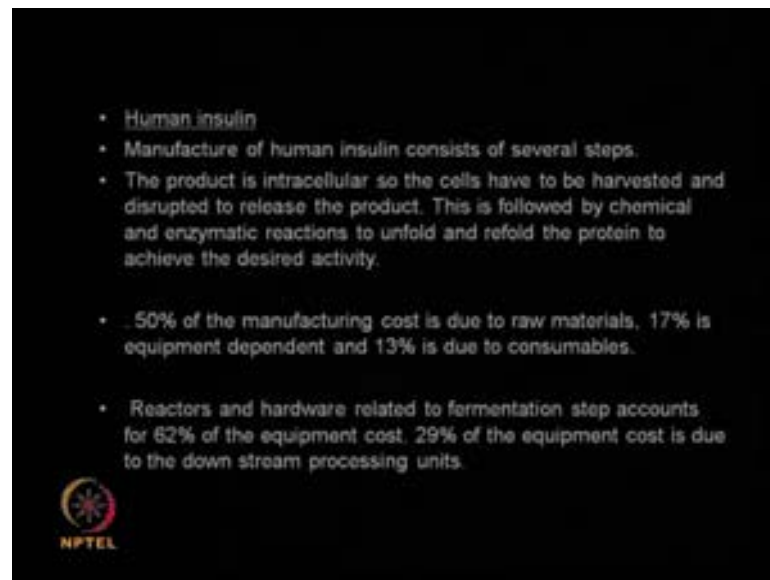 • Human insulin
• Manufacture of human insulin consists of several steps.
• The product is intracellular so the cells have to be harvested and
disrupted to release the product. This is followed by chemical
and enzymatic reactions to unfold and refold the protein to
achieve the desired activity.
• . 50% of the manufacturing cost is due to raw materials, 17% is
equipment dependent and 13% is due to consumables.
• Reactors and hardware related to fermentation step accounts
for 62% of the equipment cost. 29% of the equipment cost is due
to the down stream processing units.
NPTEL